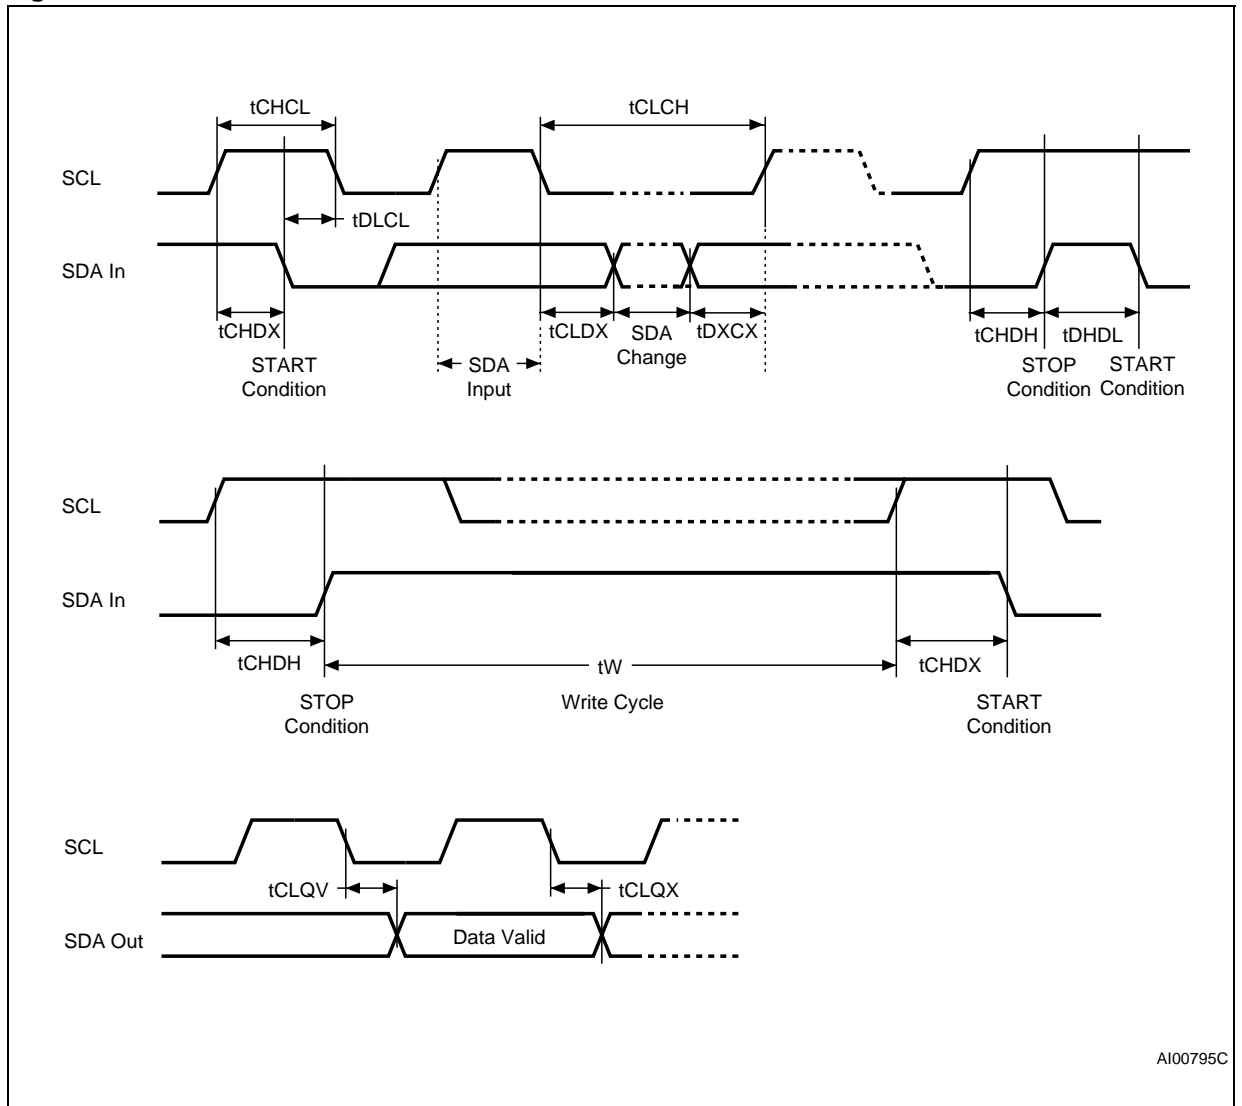 tCHCL
tCLCH
SCL
tDLCL
SDA In
tCHDX
tCLDX
SDA
Change
tDXCX
tCHDH
tDHDL
START
Condition
SDA
Input
STOP
Condition
START
Condition
SCL
SDA In
tCHDH
tW
tCHDX
STOP
Condition
Write Cycle
START
Condition
SCL
tCLQV
tCLQX
SDA Out
Data Valid
AI00795C